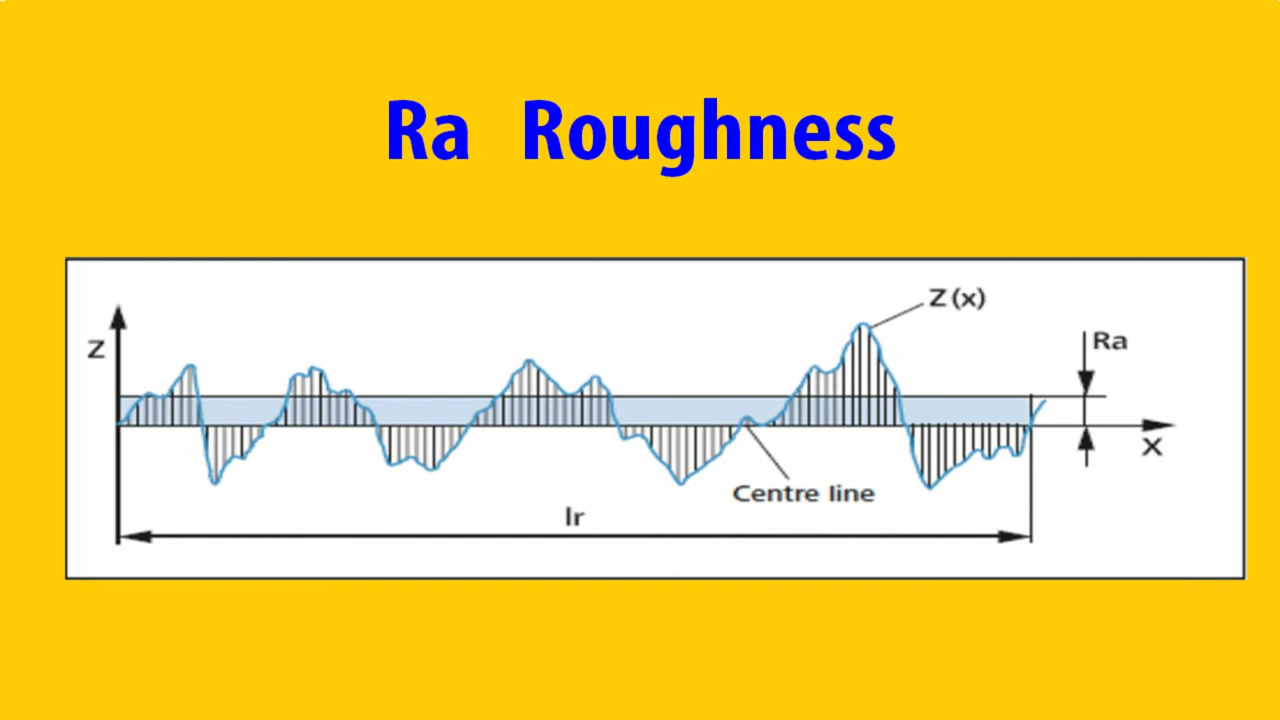 Ra Roughness
Z (x)
Ra
Z
X
Centre line
lr